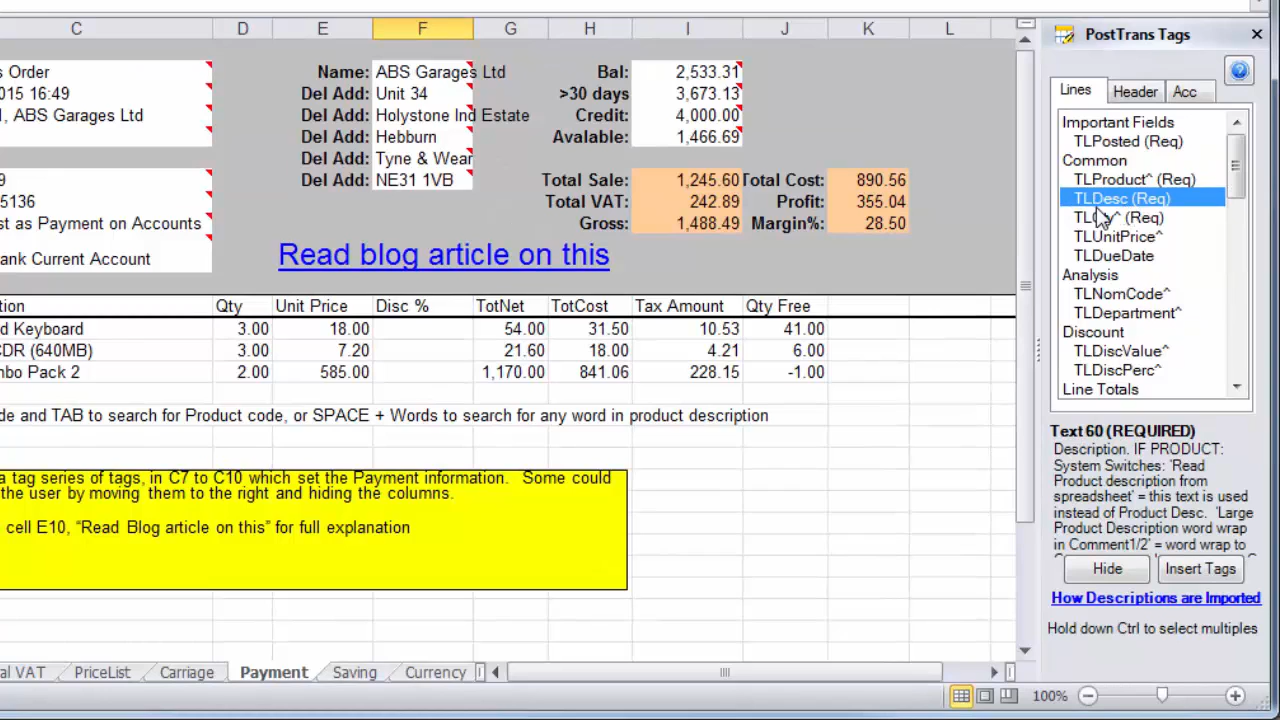 C D E F G H I J K L
s Order Name: ABS Garages Ltd Bal: 2,533.31
015 16:49 Del Add: Unit 34 >30 days 3,673.13
, ABS Garages Ltd Del Add: Holystone Ind Estate Credit: 4,000.00
Del Add: Hebburn Avalable: 1,466.69
Del Add: Tyne & Wear
9 Del Add: NE31 1VB Total Sale: 1,245.60 Total Cost: 890.56
5136 Total VAT: 242.89 Profit: 355.04
st as Payment on Accounts Gross: 1,488.49 Margin%: 28.50
ank Current Account Read blog article on this
tion Qty Unit Price Disc % TotNet TotCost Tax Amount Qty Free
d Keyboard 3.00 18.00 54.00 31.50 10.53 41.00
CDR (640MB) 3.00 7.20 21.60 18.00 4.21 6.00
nbo Pack 2 2.00 585.00 1,170.00 841.06 228.15 -1.00
de and TAB to search for Product code, or SPACE + Words to search for any word in product description
a tag series of tags, in C7 to C10 which set the Payment information. Some could
the user by moving them to the right and hiding the columns.
cell E10, "Read Blog article on this" for full explanation
al VAT PriceList Carriage Payment Saving Currency
100%
PostTrans Tags
Lines Header Acc
Important Fields
TLPosted (Req)
Common
TLProduct^ (Req)
TLDesc (Req)
TLQty^ (Req)
TLUnitPrice^
TLDueDate
Analysis
TLNomCode^
TLDepartment^
Discount
TLDiscValue^
TLDiscPerc^
Line Totals
Text 60 (REQUIRED)
Description. IF PRODUCT:
System Switches: 'Read
Product description from
spreadsheet' = this text is used
instead of Product Desc. 'Large
Product Description word wrap
in Comment1/2' = word wrap to
Hide Insert Tags
How Descriptions are Imported
Hold down Ctrl to select multiples